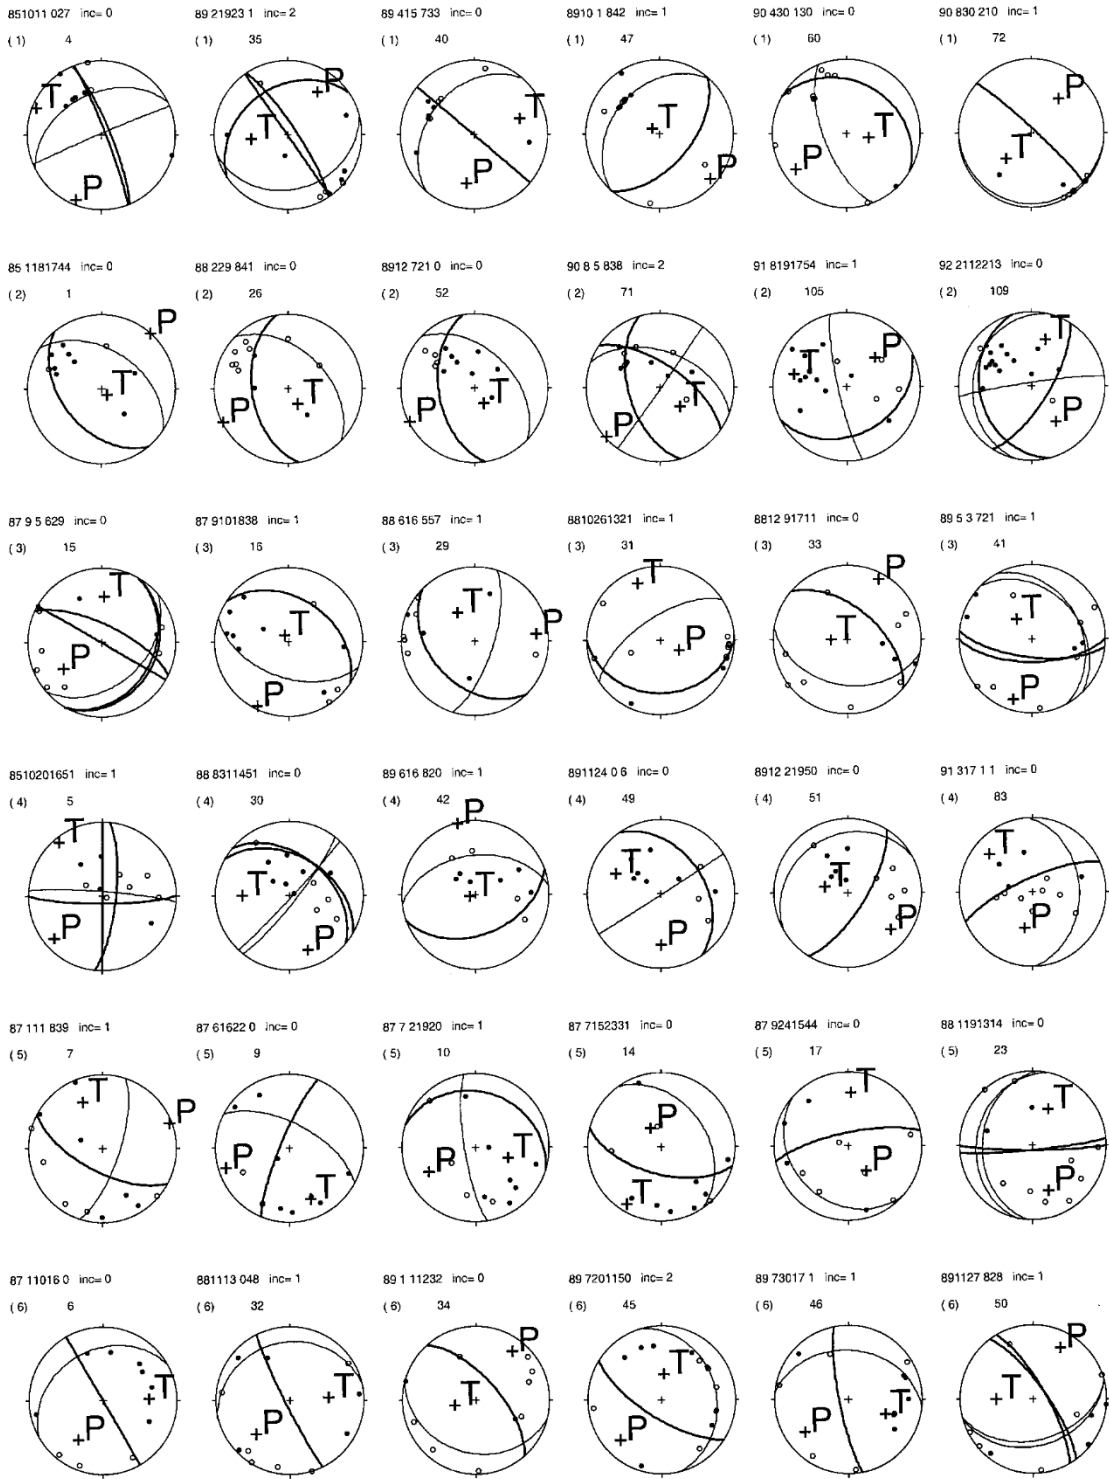 851011 027 inc= 0 89 21923 1 inc= 2 89 415 733 inc= 0 8910 1 842 inc= 1 90 430 130 inc= 0 90 830 210 inc= 1
( 1) 4 ( 1) 35 ( 1) 40 ( 1) 47 ( 1) 60 ( 1) 72
T P T P T P T P T P T P
85 1181744 inc= 0 88 229 841 inc= 0 8912 721 0 inc= 0 90 8 5 838 inc= 2 91 8191754 inc= 1 92 2112213 inc= 0
( 2) 1 ( 2) 26 ( 2) 52 ( 2) 71 ( 2) 105 ( 2) 109
P T P T P T P T T P T P
87 9 5 629 inc= 0 87 9101838 inc= 1 88 616 557 inc= 1 8810261321 inc= 1 8812 91711 inc= 0 89 5 3 721 inc= 1
( 3) 15 ( 3) 16 ( 3) 29 ( 3) 31 ( 3) 33 ( 3) 41
T P T P T P T P P T T P
8510201651 inc= 1 88 8311451 inc= 0 89 616 820 inc= 1 891124 0 6 inc= 0 8912 21950 inc= 0 91 317 1 1 inc= 0
( 4) 5 ( 4) 30 ( 4) 42 ( 4) 49 ( 4) 51 ( 4) 83
T P T P P T T P T P T P
87 111 839 inc= 1 87 61622 0 inc= 0 87 7 21920 inc= 1 87 7152331 inc= 0 87 9241544 inc= 0 88 1191314 inc= 0
( 5) 7 ( 5) 9 ( 5) 10 ( 5) 14 ( 5) 17 ( 5) 23
T P P T P T P T T P T P
87 11016 0 inc= 0 881113 048 inc= 1 89 1 11232 inc= 0 89 7201150 inc= 2 89 73017 1 inc= 1 891127 828 inc= 1
( 6) 6 ( 6) 32 ( 6) 34 ( 6) 45 ( 6) 46 ( 6) 50
T P T P P T T P T P P T